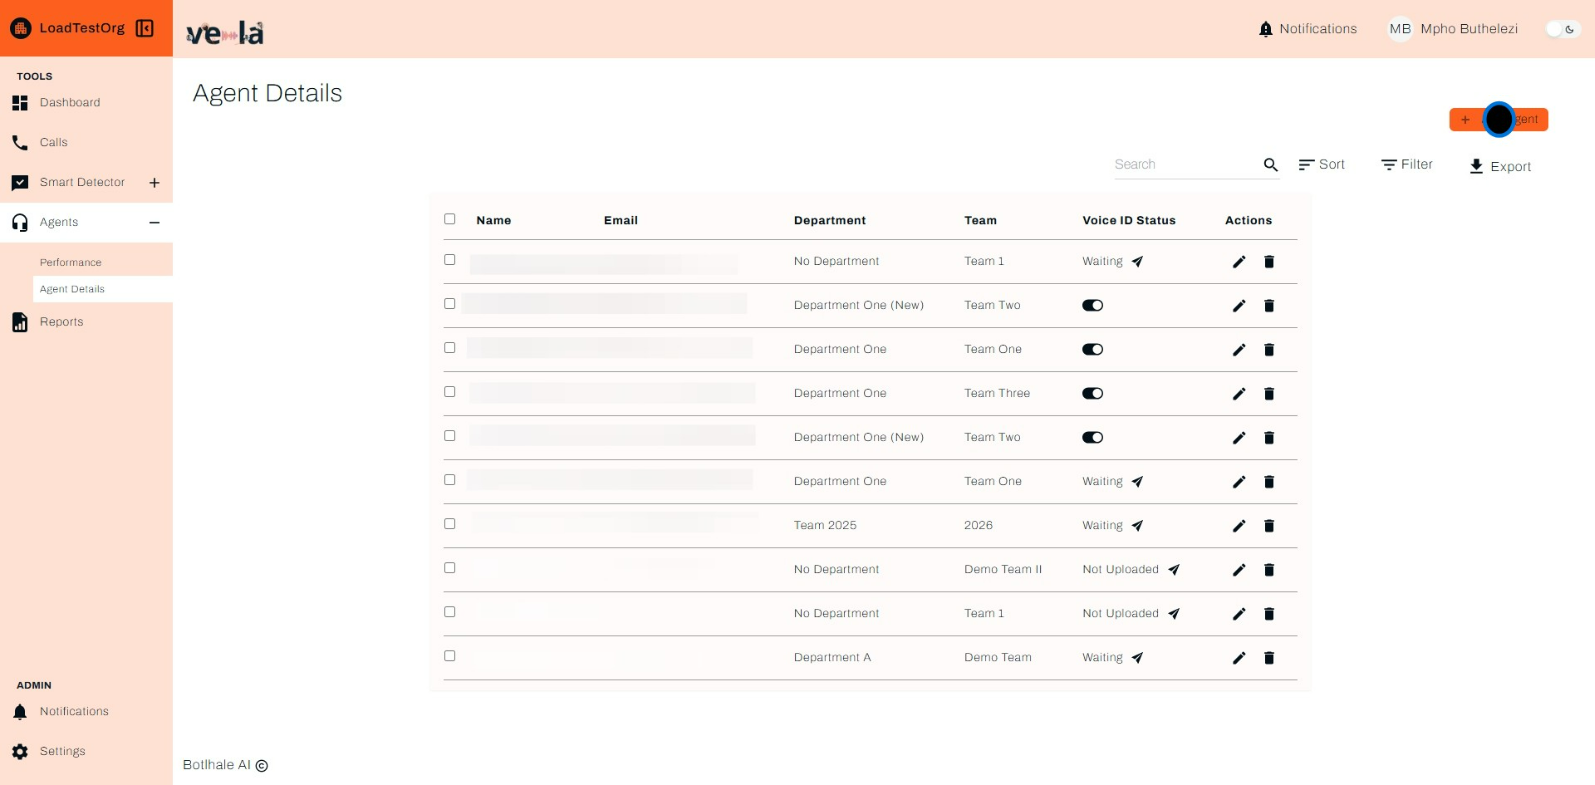 LoadTestOrg
vela
Notifications
MB Mpho Buthelezi
TOOLS
Dashboard
Calls
Smart Detector +
Agents −
Performance
Agent Details
Reports
ADMIN
Notifications
Settings
Agent Details
+
Search
Sort
Filter
Export
Name Email Department Team Voice ID Status Actions
No Department Team 1 Waiting
Department One (New) Team Two
Department One Team One
Department One Team Three
Department One (New) Team Two
Department One Team One Waiting
Team 2025 2026 Waiting
No Department Demo Team II Not Uploaded
No Department Team 1 Not Uploaded
Department A Demo Team Waiting
Botlhale AI ©